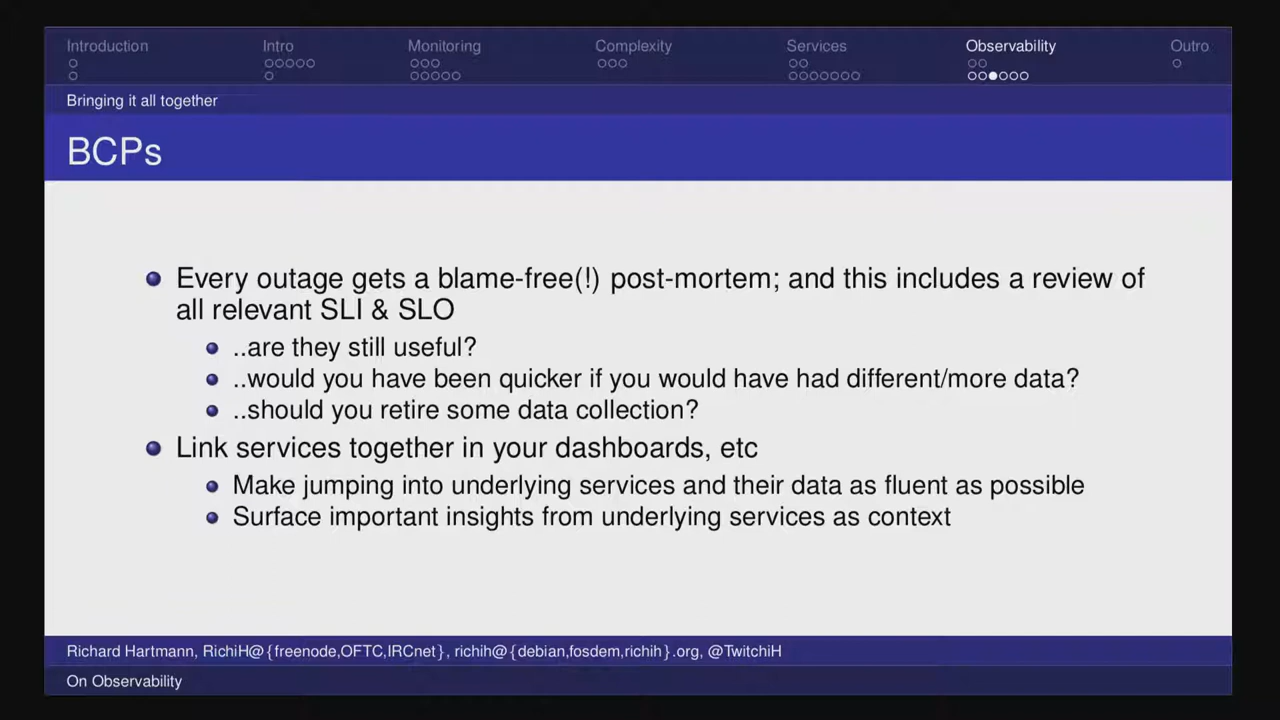 Introduction Intro Monitoring Complexity Services Observability Outro
Bringing it all together
BCPs
Every outage gets a blame-free(!) post-mortem; and this includes a review of
all relevant SLI & SLO
..are they still useful?
..would you have been quicker if you would have had different/more data?
..should you retire some data collection?
Link services together in your dashboards, etc
Make jumping into underlying services and their data as fluent as possible
Surface important insights from underlying services as context
Richard Hartmann, RichiH@{freenode,OFTC,IRCnet}, richih@{debian,fosdem,richih}.org, @TwitchiH
On Observability